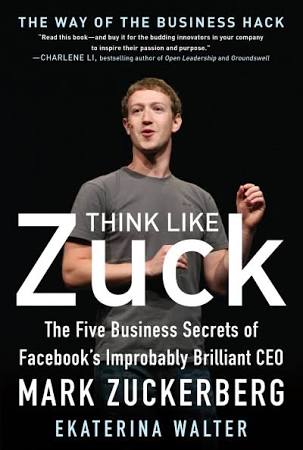 THE WAY OF THE BUSINESS HACK
"Read this book—and buy it for the budding innovators in your company
to inspire their passion and purpose."
—CHARLENE LI, bestselling author of Open Leadership and Groundswell
THINK LIKE
Zuck
The Five Business Secrets of
Facebook's Improbably Brilliant CEO
MARK ZUCKERBERG
EKATERINA WALTER